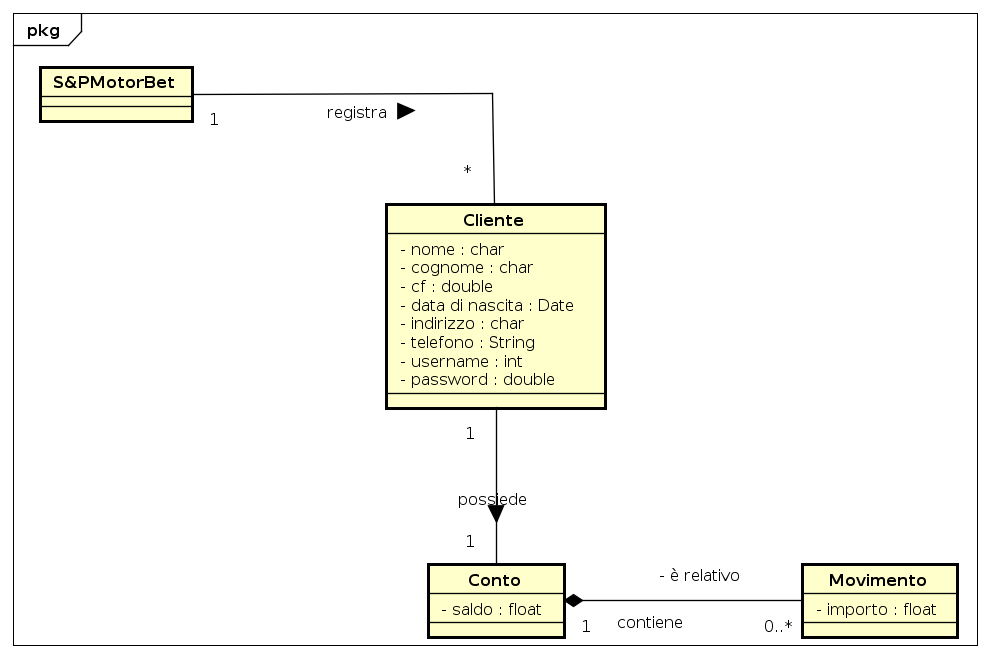 pkg
S&PMotorBet
1
registra
*
Cliente
- nome : char
- cognome : char
- cf : double
- data di nascita : Date
- indirizzo : char
- telefono : String
- username : int
- password : double
1
possiede
1
Conto
- saldo : float
- è relativo
1
contiene
0..*
Movimento
- importo : float